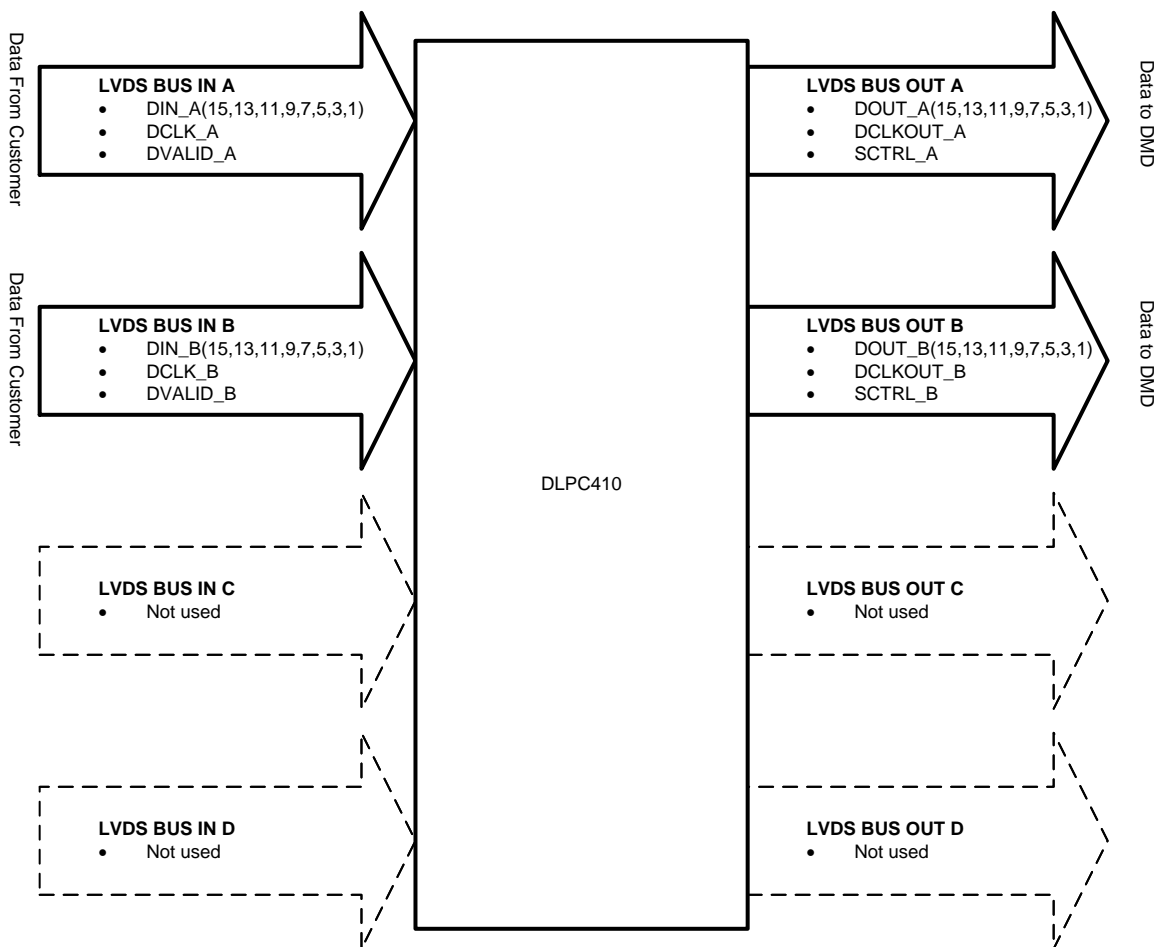 Data From Customer
LVDS BUS IN A
• DIN_A(15,13,11,9,7,5,3,1)
• DCLK_A
• DVALID_A
LVDS BUS OUT A
• DOUT_A(15,13,11,9,7,5,3,1)
• DCLKOUT_A
• SCTRL_A
Data to DMD
Data From Customer
LVDS BUS IN B
• DIN_B(15,13,11,9,7,5,3,1)
• DCLK_B
• DVALID_B
LVDS BUS OUT B
• DOUT_B(15,13,11,9,7,5,3,1)
• DCLKOUT_B
• SCTRL_B
Data to DMD
DLPC410
LVDS BUS IN C
• Not used
LVDS BUS OUT C
• Not used
LVDS BUS IN D
• Not used
LVDS BUS OUT D
• Not used